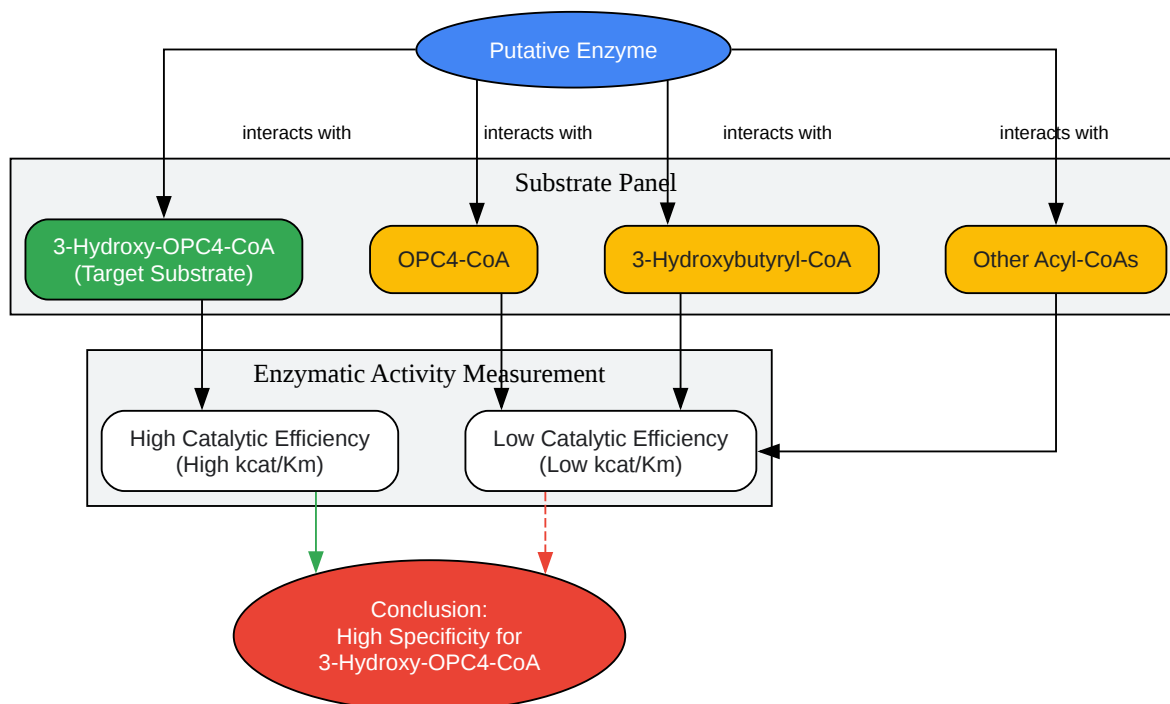 Putative Enzyme
interacts with
interacts with
interacts with
interacts with
Substrate Panel
3-Hydroxy-OPC4-CoA
(Target Substrate)
OPC4-CoA
3-Hydroxybutyryl-CoA
Other Acyl-CoAs
Enzymatic Activity Measurement
High Catalytic Efficiency
(High kcat/Km)
Low Catalytic Efficiency
(Low kcat/Km)
Conclusion:
High Specificity for
3-Hydroxy-OPC4-CoA